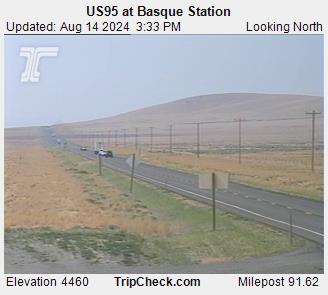 US95 at Basque Station
Updated: Aug 14 2024 3:33 PM Looking North
Elevation 4460 TripCheck.com Milepost 91.62